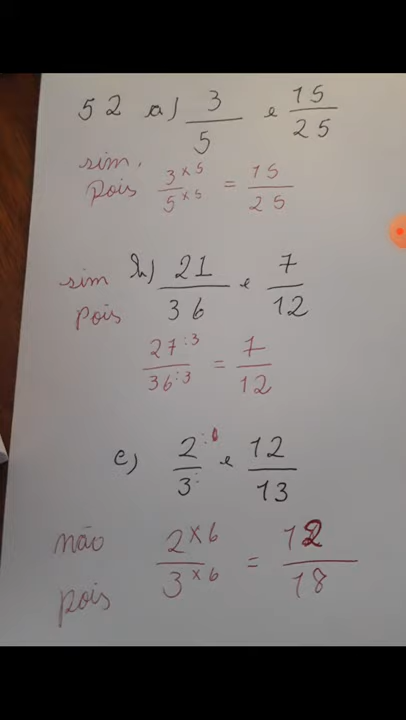 52 a) 3/5 e 15/25
sim,
pois 3 x 5 / 5 x 5 = 15/25
sim b) 21/36 e 7/12
pois
27 :3 / 36 :3 = 7/12
c) 2 : / 3 : e 12/13
não 2 x 6 / 3 x 6 = 12/18
pois